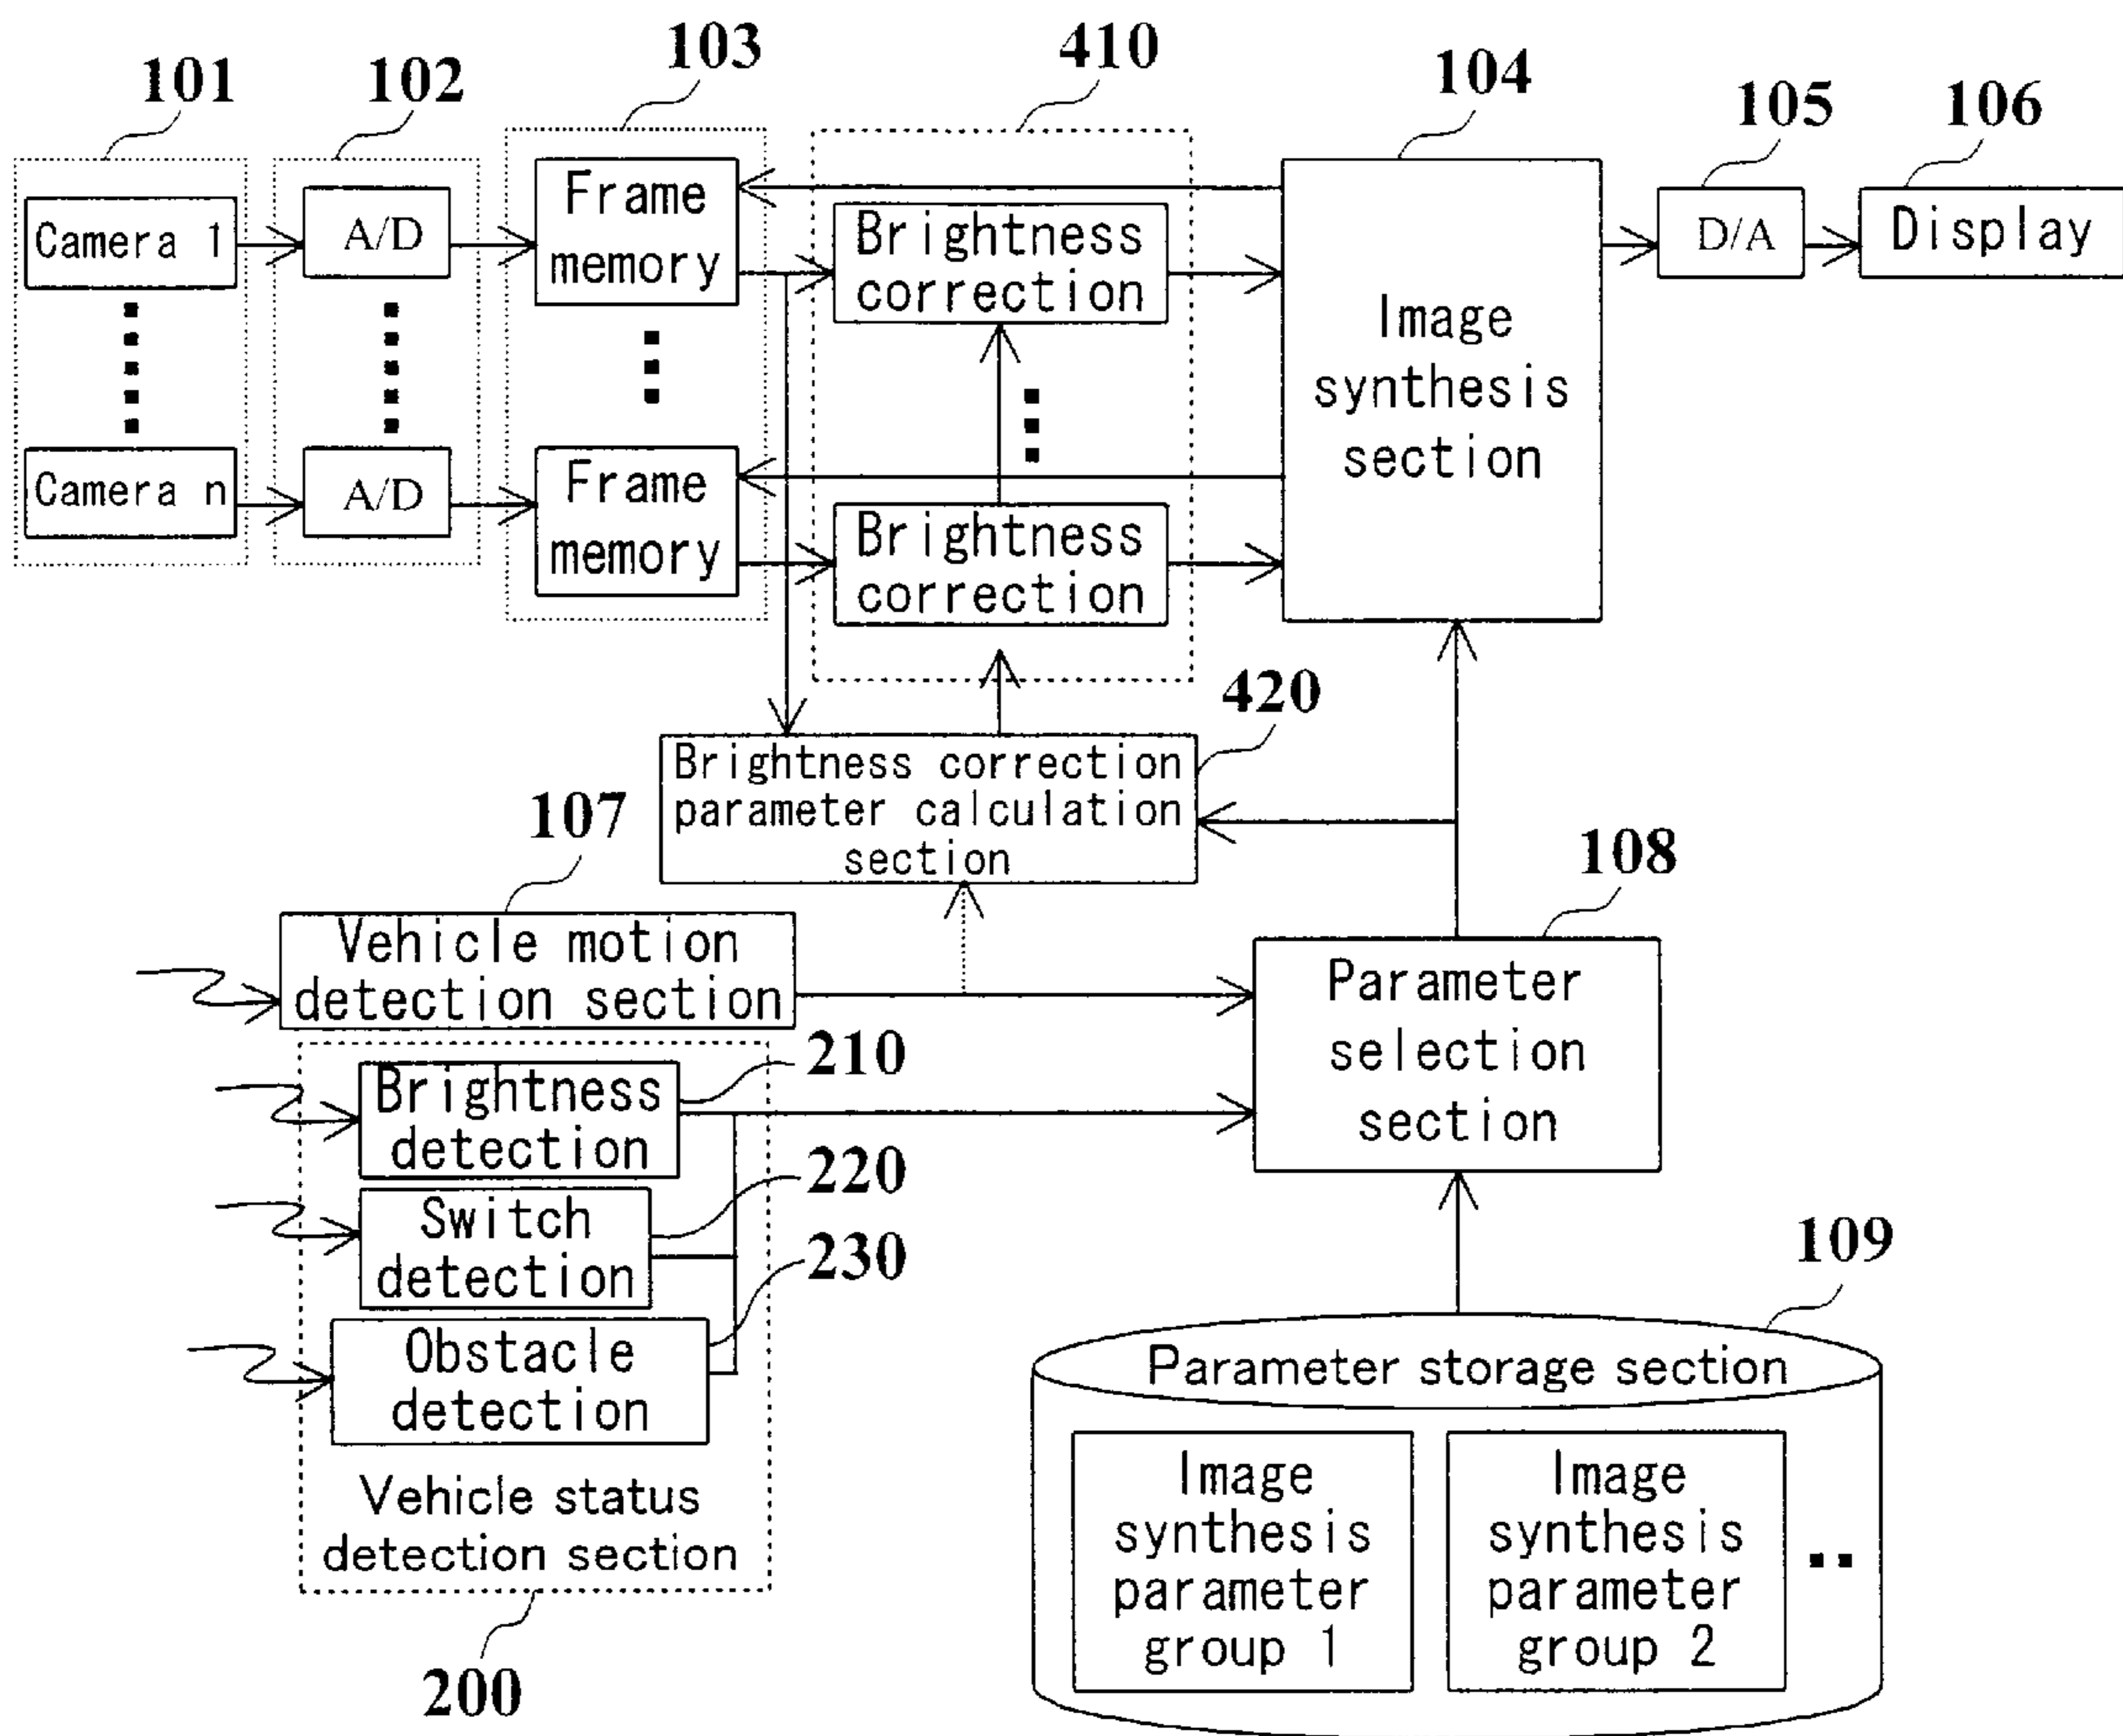 101
102
103
410
104
105
106
Camera 1
A/D
Frame
memory
Brightness
correction
Image
synthesis
section
D/A
Display
Camera n
A/D
Frame
memory
Brightness
correction
420
Brightness correction
parameter calculation
section
107
Vehicle motion
detection section
108
Parameter
selection
section
210
Brightness
detection
220
Switch
detection
230
Obstacle
detection
Vehicle status
detection section
200
109
Parameter storage section
Image
synthesis
parameter
group 1
Image
synthesis
parameter
group 2